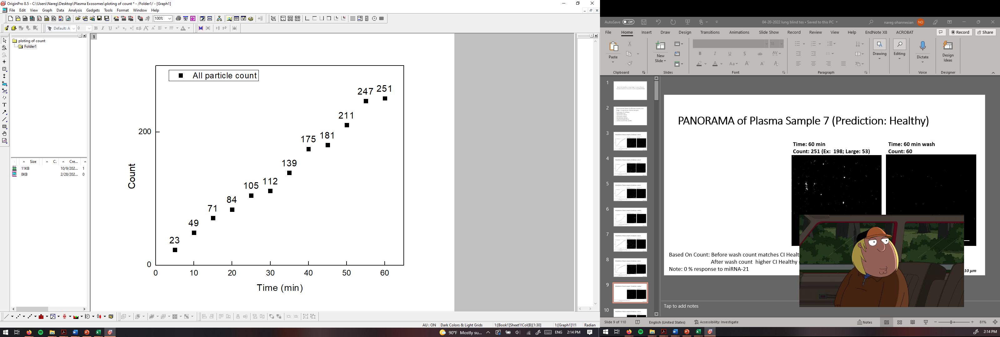 OriginPro 8.5 - C:\Users\Nareg\Desktop\Plasma Exosomes\ploting of count * - /Folder1/ - [Graph1]
File Edit View Graph Data Analysis Gadgets Tools Format Window Help
100%
Default: A 0 B I U
ploting of count
Folder1
Size C. Cre...
11KB 10/9/202... 1
8KB 2/28/202... 0
1
All particle count
23
49
71
84
105
112
139
175
181
211
247
251
200
0
Count
0 10 20 30 40 50 60
Time (min)
AU : ON Dark Colors & Light Grids 1:[Book1]Sheet1!Col(B)[1:30] 1:[Graph1]1!1 Radian
90°F Mostly su... ENG 2:14 PM
AutoSave Off 04-20-2022 lung blind tes • Saved to this PC nareg ohannesian NO
File Home Insert Draw Design Transitions Animations Slide Show Record Review View Help EndNote X8 ACROBAT Record Share
Paste
New Slide
18
B I U S ab AV
Aa A A
Drawing
Editing
Dictate
Design Ideas
Clipboard Slides Font Paragraph Voice Designer
1
2
3
4
5
6
7
8
9
10
PANORAMA of Plasma Sample 7 (Prediction: Healthy)
Time: 60 min
Count: 251 (Ex: 198; Large: 53)
Time: 60 min wash
Count: 60
Based On Count: Before wash count matches CI Healt
After wash count higher CI Healthy
Note: 0 % response to miRNA-21
10 µm
Tap to add notes
Slide 9 of 110 English (United States) Accessibility: Investigate Notes 81%
2:14 PM